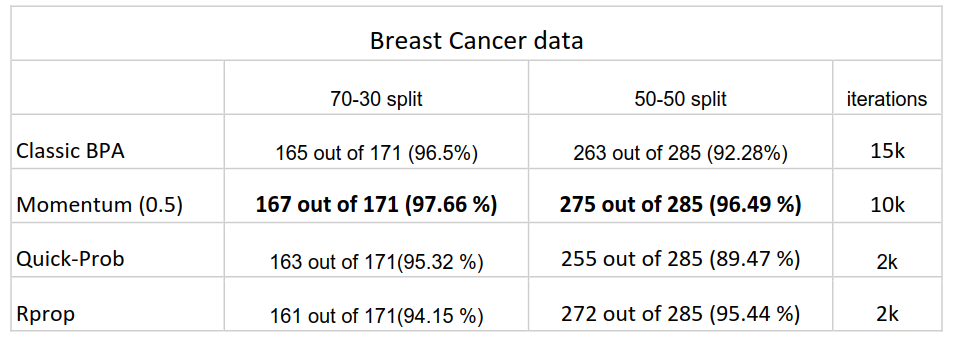 Breast Cancer data
70-30 split 50-50 split iterations
Classic BPA 165 out of 171 (96.5%) 263 out of 285 (92.28%) 15k
Momentum (0.5) 167 out of 171 (97.66 %) 275 out of 285 (96.49 %) 10k
Quick-Prob 163 out of 171(95.32 %) 255 out of 285 (89.47 %) 2k
Rprop 161 out of 171(94.15 %) 272 out of 285 (95.44 %) 2k